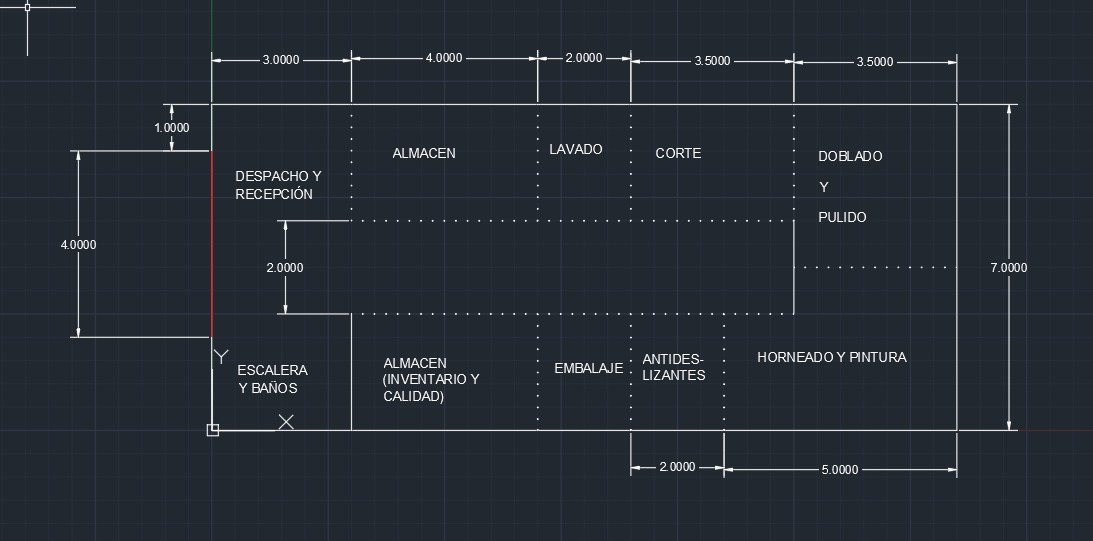 3.0000
4.0000
2.0000
3.5000
3.5000
1.0000
ALMACEN
LAVADO
CORTE
DOBLADO
Y
PULIDO
DESPACHO Y
RECEPCIÓN
4.0000
2.0000
7.0000
Y
ESCALERA
Y BAÑOS
X
ALMACEN
(INVENTARIO Y
CALIDAD)
EMBALAJE
ANTIDES-
LIZANTES
HORNEADO Y PINTURA
2.0000
5.0000